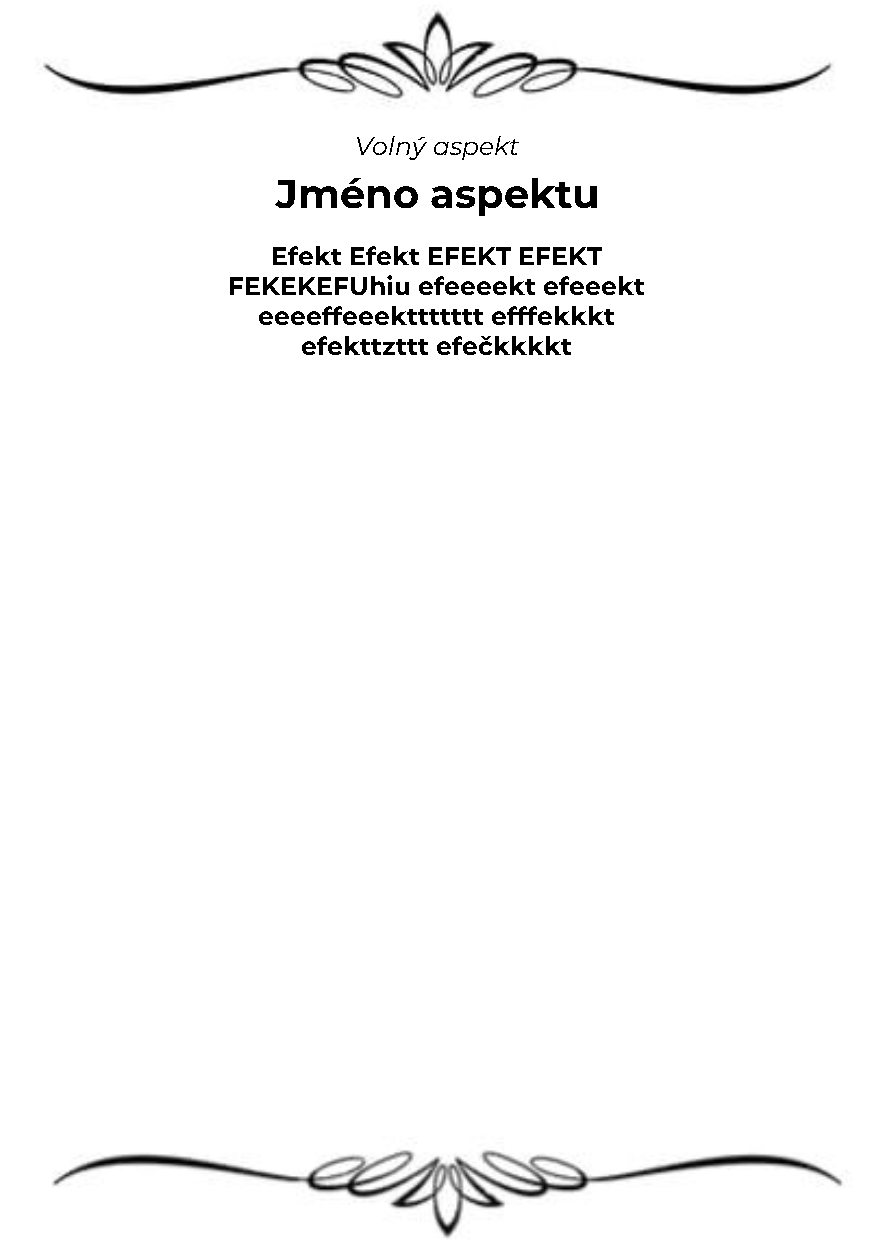 Volný aspekt
Jméno aspektu
Efekt Efekt EFEKT EFEKT
FEKEKEFUhiu efeeeekt efeeekt
eeeeffeeekttttttt efffekkkt
efekttzttt efečkkkkt